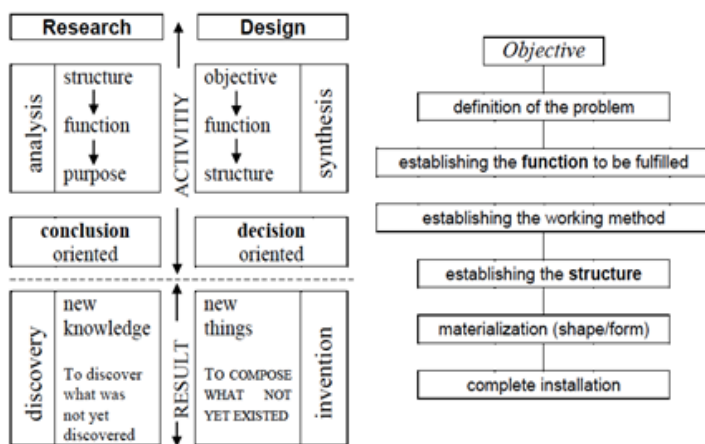 Research
Design
analysis
structure
function
purpose
ACTIVITIY
objective
function
structure
synthesis
conclusion
oriented
decision
oriented
discovery
new
knowledge
To discover
what was
not yet
discovered
RESULT
new
things
TO COMPOSE
WHAT NOT
YET EXISTED
invention
Objective
definition of the problem
establishing the function to be fulfilled
establishing the working method
establishing the structure
materialization (shape/form)
complete installation